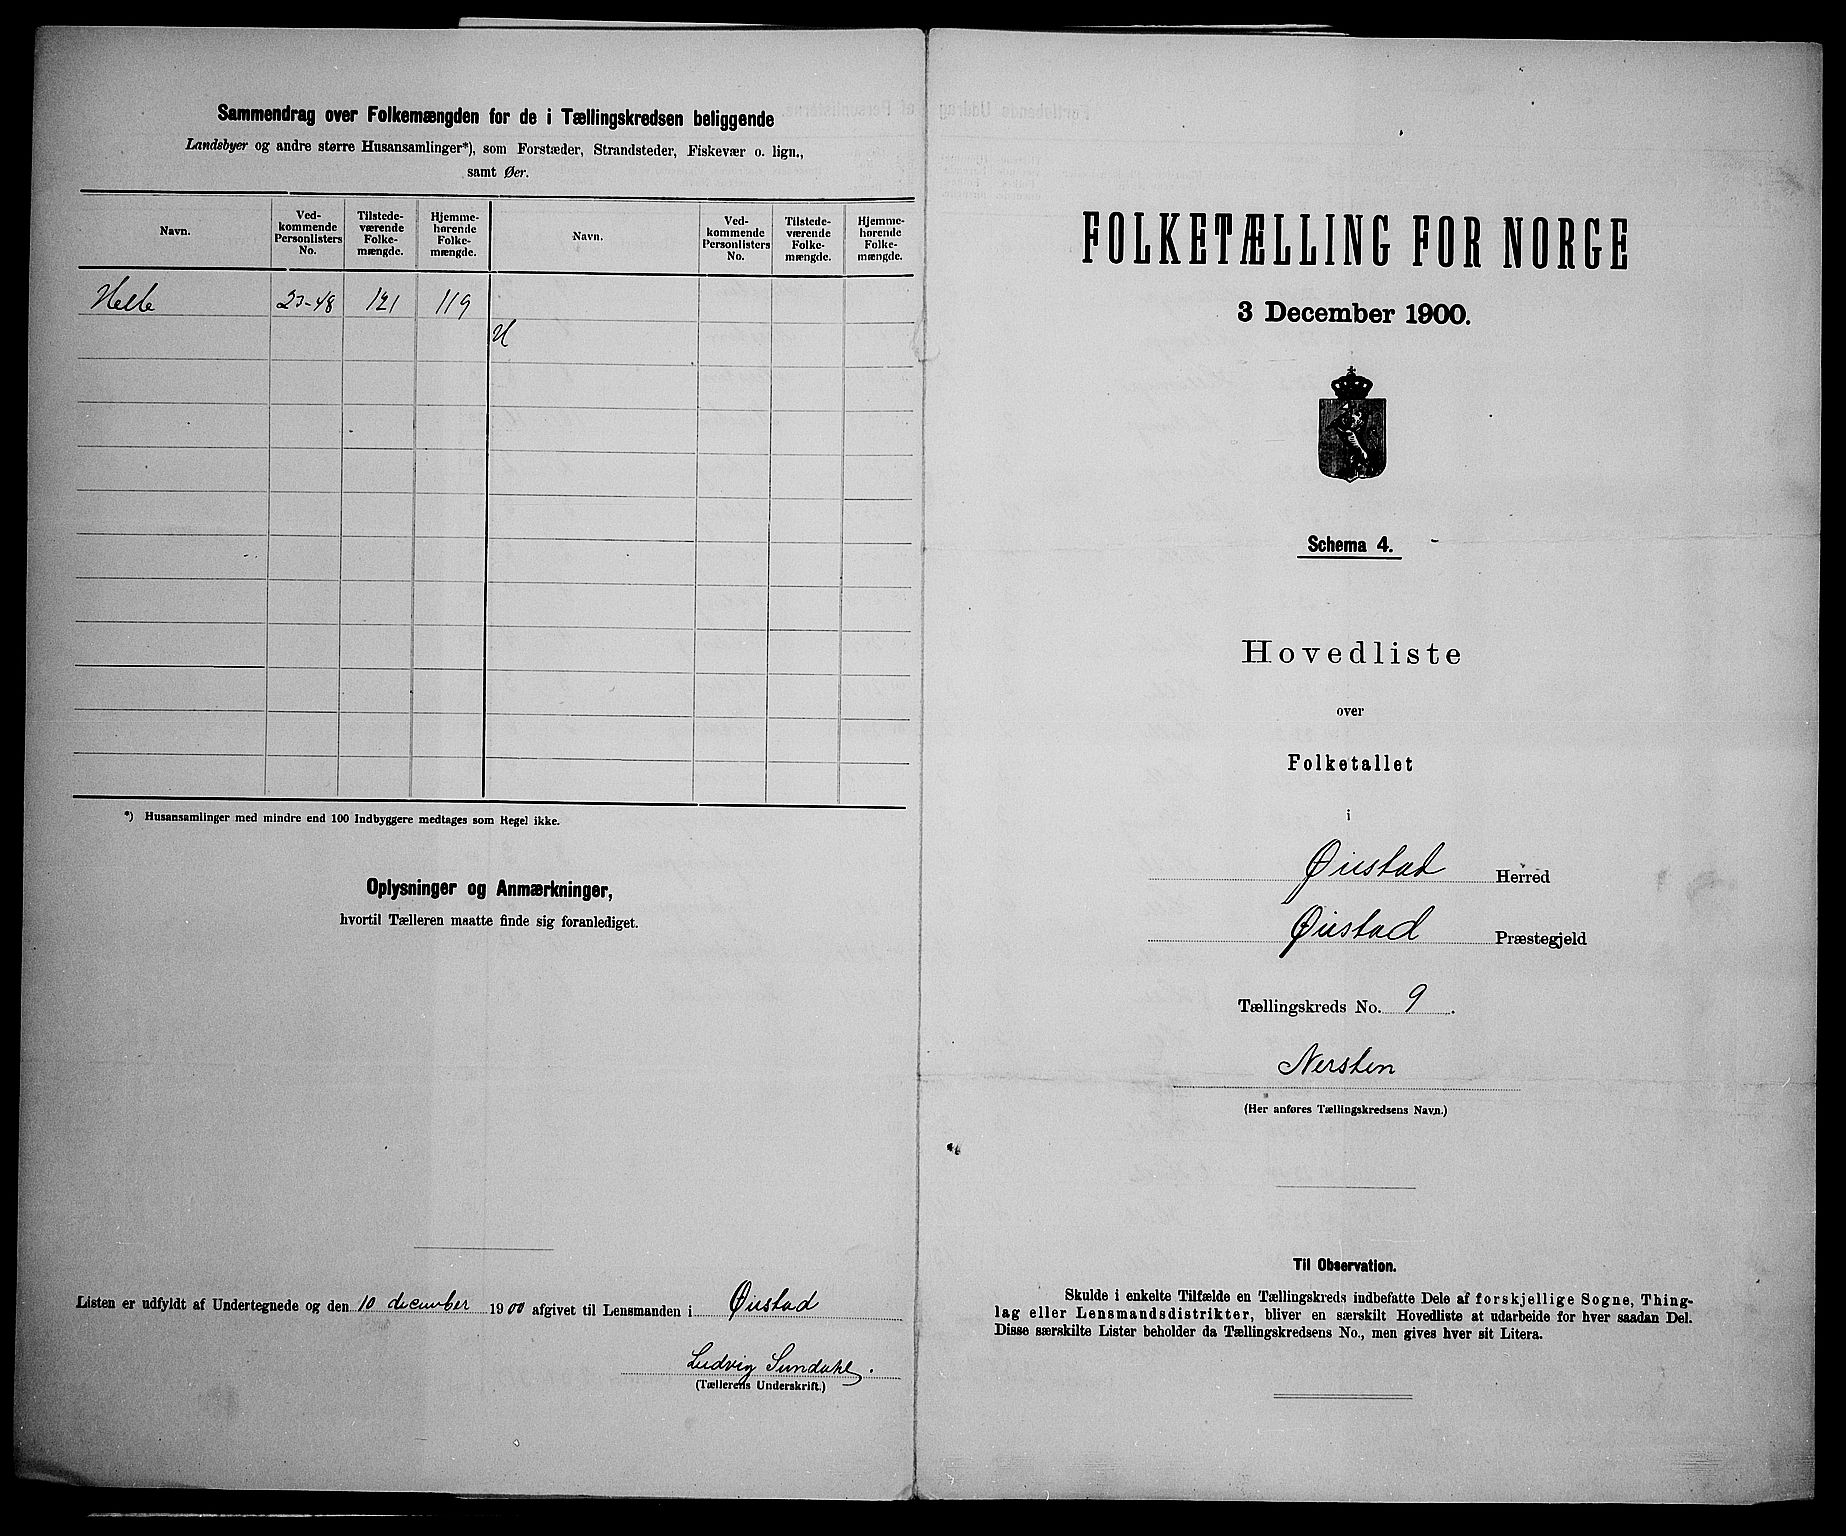 Sammendrag over Folkemængden for de i Tællingskredsen beliggende
Landsbyer og andre større Husansamlinger*), som Forstæder, Strandsteder, Fiskevær o. lign.,
samt Øer.
Navn. Ved-kommende Personlisters No. Tilstede-værende Folke-mængde. Hjemme-hørende Folke-mængde. Navn. Ved-kommende Personlisters No. Tilstede-værende Folke-mængde. Hjemme-hørende Folke-mængde.
Helle 23-48 121 119
*) Husansamlinger med mindre end 100 Indbyggere medtages som Regel ikke.
Oplysninger og Anmærkninger,
hvortil Tælleren maatte finde sig foranlediget.
Listen er udfyldt af Undertegnede og den 10 december 1900 afgivet til Lensmanden i Øiestad
Ludvig Sundahl.
(Tællerens Underskrift.)
FOLKETÆLLING FOR NORGE
3 December 1900.
Schema 4.
Hovedliste
over
Folketallet
i
Øiestad Herred
Øiestad Præstegjeld
Tællingskreds No. 9.
Nersten
(Her anføres Tællingskredsens Navn.)
Til Observation.
Skulde i enkelte Tilfælde en Tællingskreds indbefatte Dele af forskjellige Sogne, Thing-
lag eller Lensmandsdistrikter, bliver en særskilt Hovedliste at udarbeide for hver saadan Del.
Disse særskilte Lister beholder da Tællingskredsens No., men gives hver sit Litera.